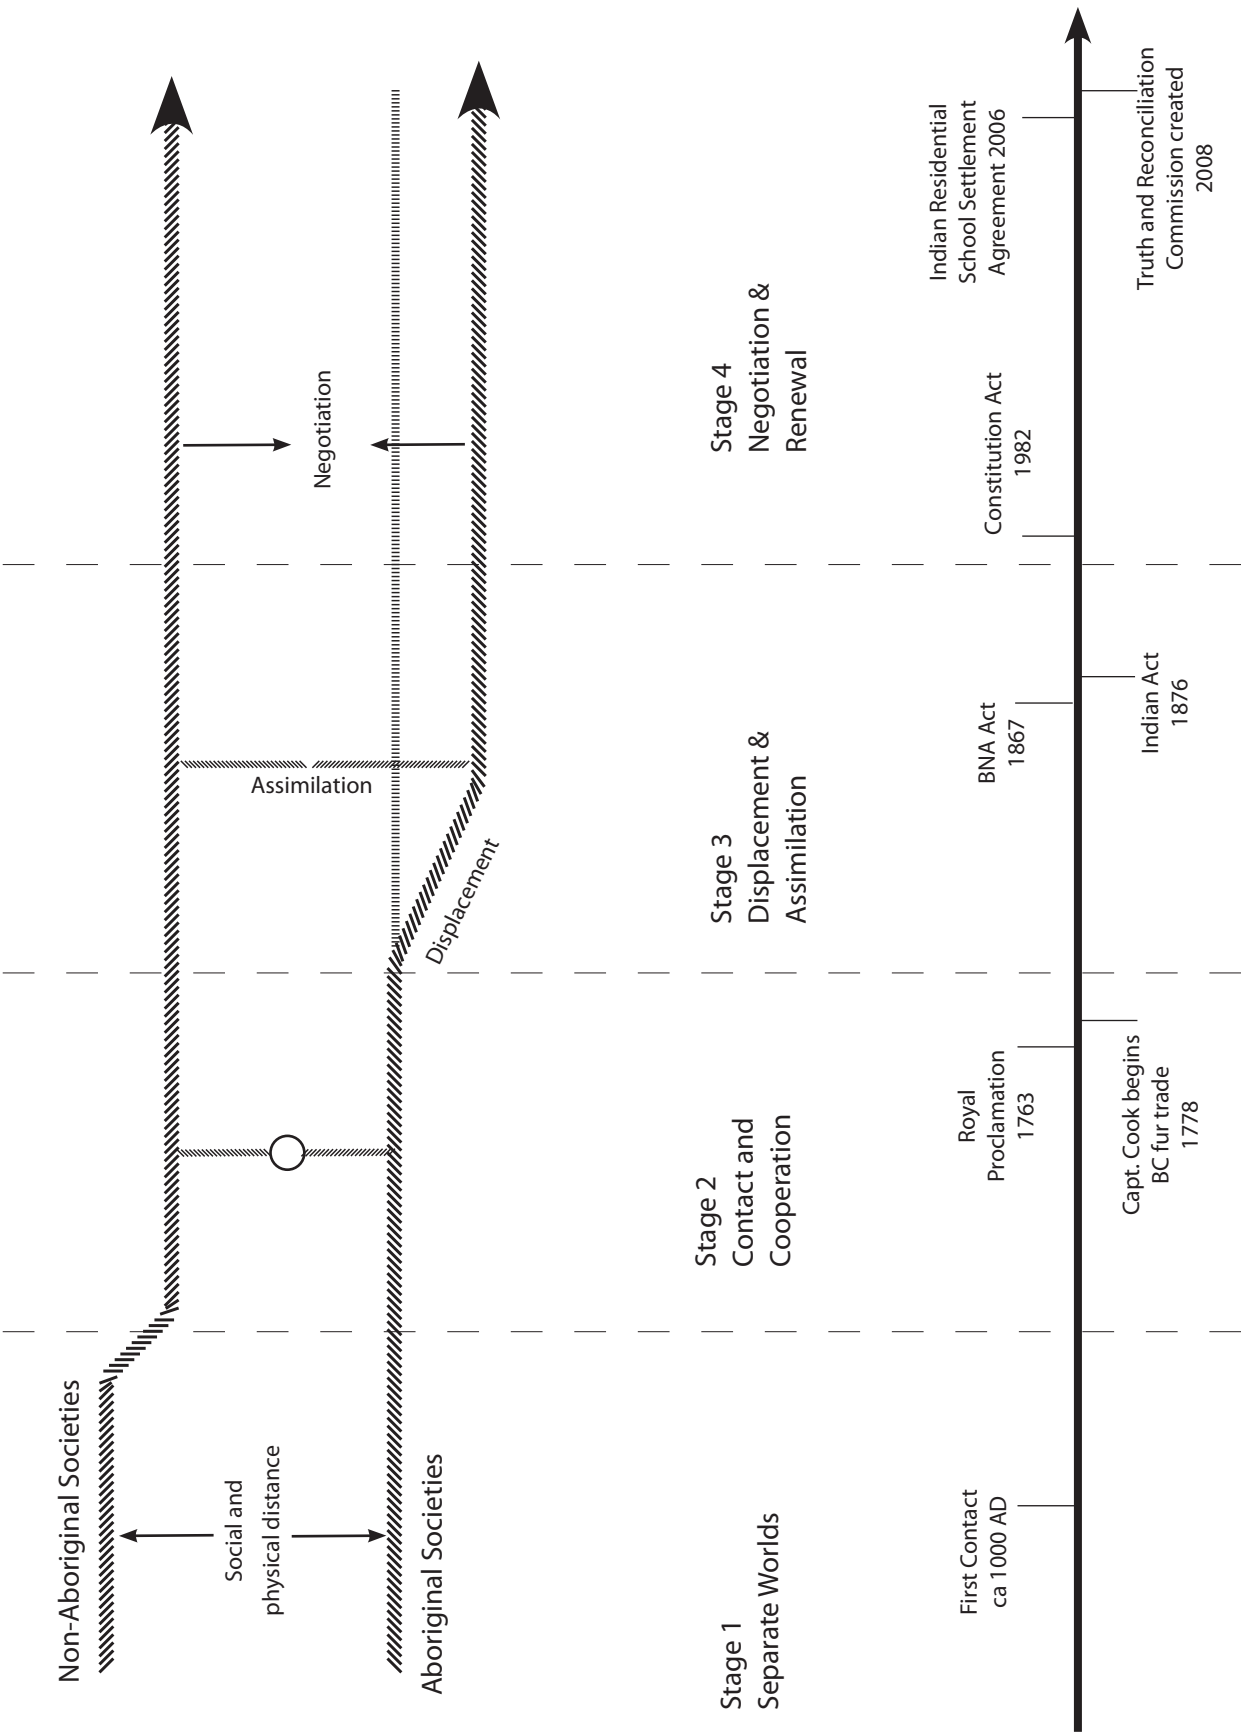 Non-Aboriginal Societies
Social and
physical distance
Aboriginal Societies
Assimilation
Displacement
Negotiation
Stage 1
Separate Worlds
Stage 2
Contact and
Cooperation
Stage 3
Displacement &
Assimilation
Stage 4
Negotiation &
Renewal
First Contact
ca 1000 AD
Royal
Proclamation
1763
Capt. Cook begins
BC fur trade
1778
BNA Act
1867
Indian Act
1876
Constitution Act
1982
Indian Residential
School Settlement
Agreement 2006
Truth and Reconciliation
Commission created
2008